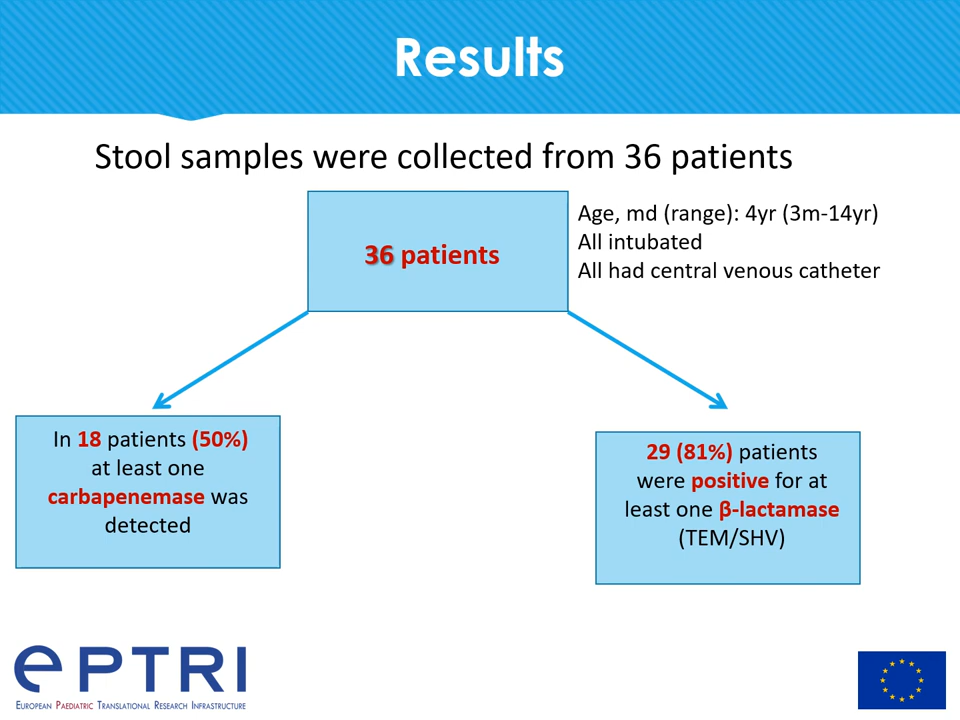 Results
Stool samples were collected from 36 patients
36 patients
Age, md (range): 4yr (3m-14yr)
All intubated
All had central venous catheter
In 18 patients (50%)
at least one
carbapenemase was
detected
29 (81%) patients
were positive for at
least one β-lactamase
(TEM/SHV)
ePTRI
European Paediatric Translational Research Infrastructure